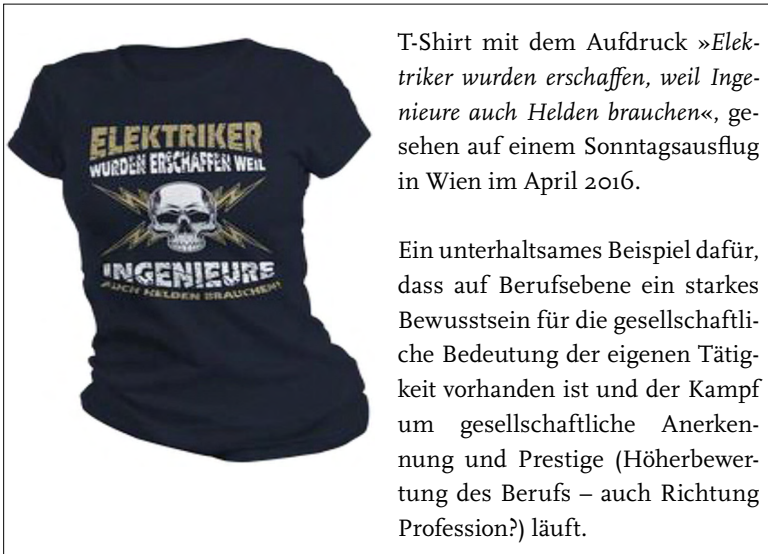 ELEKTRIKER
WURDEN ERSCHAFFEN WEIL
INGENIEURE
AUCH HELDEN BRAUCHEN!
T-Shirt mit dem Aufdruck »Elek-
triker wurden erschaffen, weil Inge-
nieure auch Helden brauchen«, ge-
sehen auf einem Sonntagsausflug
in Wien im April 2016.
Ein unterhaltsames Beispiel dafür,
dass auf Berufsebene ein starkes
Bewusstsein für die gesellschaftli-
che Bedeutung der eigenen Tätig-
keit vorhanden ist und der Kampf
um gesellschaftliche Anerken-
nung und Prestige (Höherbewer-
tung des Berufs – auch Richtung
Profession?) läuft.